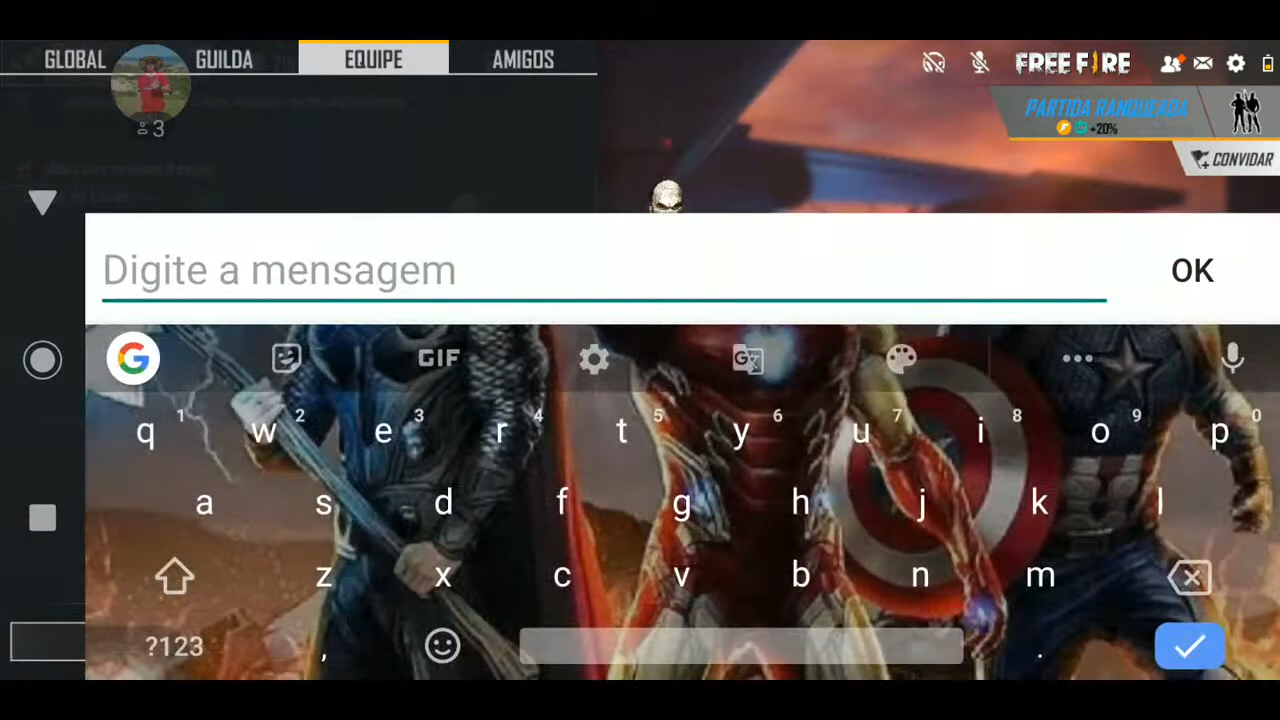 GLOBAL GUILDA EQUIPE AMIGOS
FREE FIRE
3
PARTIDA RANQUEADA
+20%
CONVIDAR
Digite a mensagem OK
G GIF G
1 2 3 4 5 6 7 8 9 0
q w e r t y u i o p
a s d f g h j k l
z x c v b n m
?123 , .